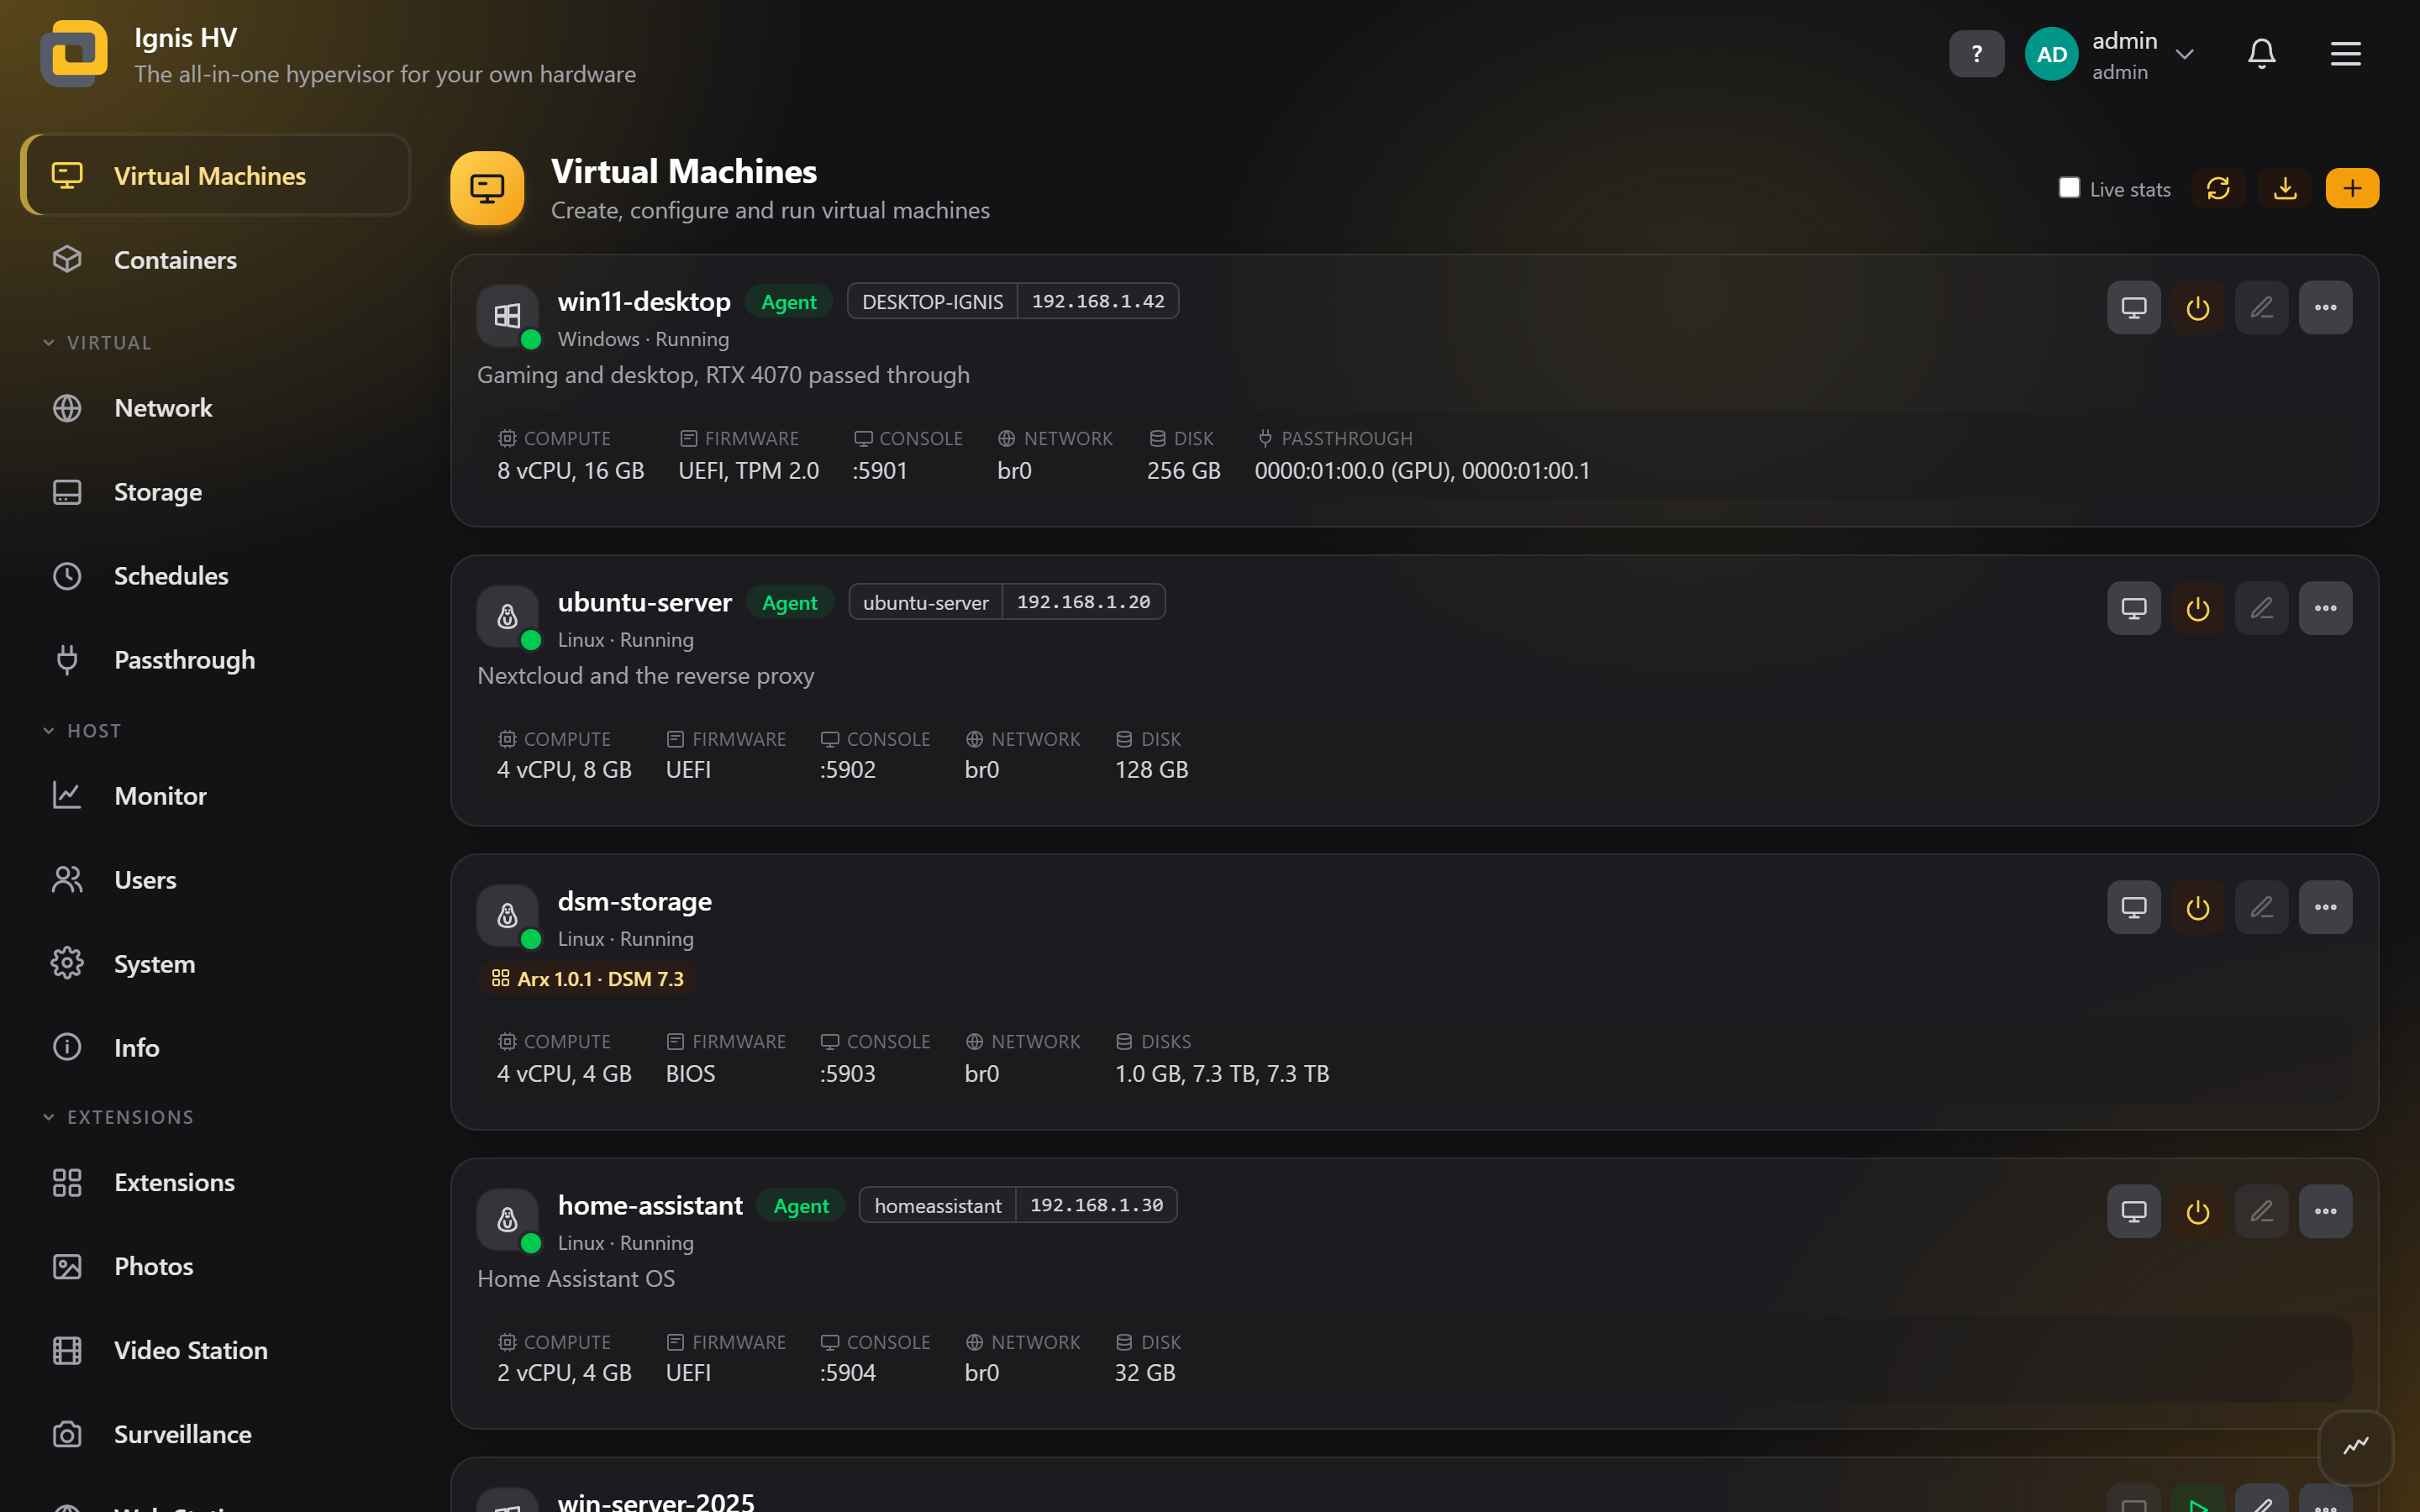 Ignis HV
The all-in-one hypervisor for your own hardware
?
AD
admin
admin
Virtual Machines
Containers
VIRTUAL
Network
Storage
Schedules
Passthrough
HOST
Monitor
Users
System
Info
EXTENSIONS
Extensions
Photos
Video Station
Surveillance
Virtual Machines
Create, configure and run virtual machines
Live stats
win11-desktop Agent DESKTOP-IGNIS 192.168.1.42
Windows · Running
Gaming and desktop, RTX 4070 passed through
COMPUTE FIRMWARE CONSOLE NETWORK DISK PASSTHROUGH
8 vCPU, 16 GB UEFI, TPM 2.0 :5901 br0 256 GB 0000:01:00.0 (GPU), 0000:01:00.1
ubuntu-server Agent ubuntu-server 192.168.1.20
Linux · Running
Nextcloud and the reverse proxy
COMPUTE FIRMWARE CONSOLE NETWORK DISK
4 vCPU, 8 GB UEFI :5902 br0 128 GB
dsm-storage
Linux · Running
Arx 1.0.1 · DSM 7.3
COMPUTE FIRMWARE CONSOLE NETWORK DISKS
4 vCPU, 4 GB BIOS :5903 br0 1.0 GB, 7.3 TB, 7.3 TB
home-assistant Agent homeassistant 192.168.1.30
Linux · Running
Home Assistant OS
COMPUTE FIRMWARE CONSOLE NETWORK DISK
2 vCPU, 4 GB UEFI :5904 br0 32 GB
win-server-2025